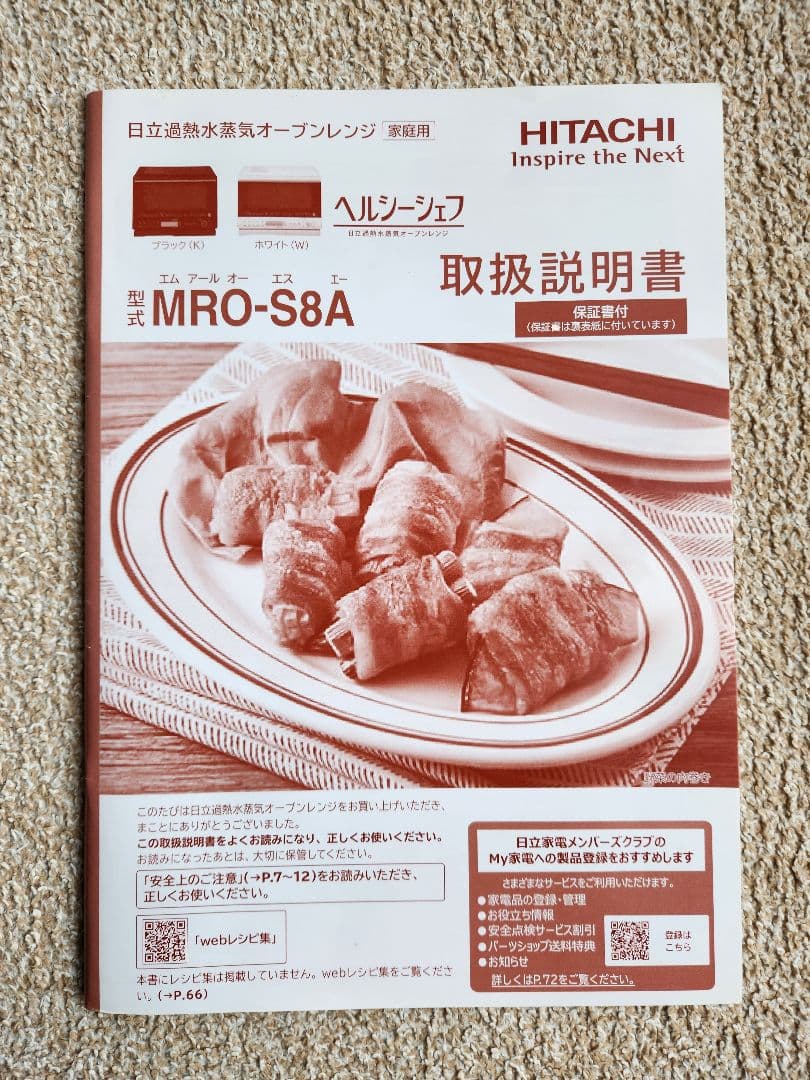 日立過熱水蒸気オーブンレンジ 家庭用
HITACHI
Inspire the Next
ブラック(K)
ホワイト(W)
ヘルシーシェフ
日立過熱水蒸気オーブンレンジ
取扱説明書
保証書付
(保証書は裏表紙に付いています)
エム アール オー エス エー
型式 MRO-S8A
野菜の肉巻き
このたびは日立過熱水蒸気オーブンレンジをお買い上げいただき、
まことにありがとうございました。
この取扱説明書をよくお読みになり、正しくお使いください。
お読みになったあとは、大切に保管してください。
「安全上のご注意」(→P.7~12)をお読みいただき、
正しくお使いください。
「webレシピ集」
本書にレシピ集は掲載していません。webレシピ集をご覧くださ
い。(→P.66)
日立家電メンバーズクラブの
My家電への製品登録をおすすめします
さまざまなサービスをご利用いただけます。
●家電品の登録・管理
●お役立ち情報
●安全点検サービス割引
●パーツショップ送料特典
●お知らせ
登録は
こちら
詳しくはP.72をご覧ください。